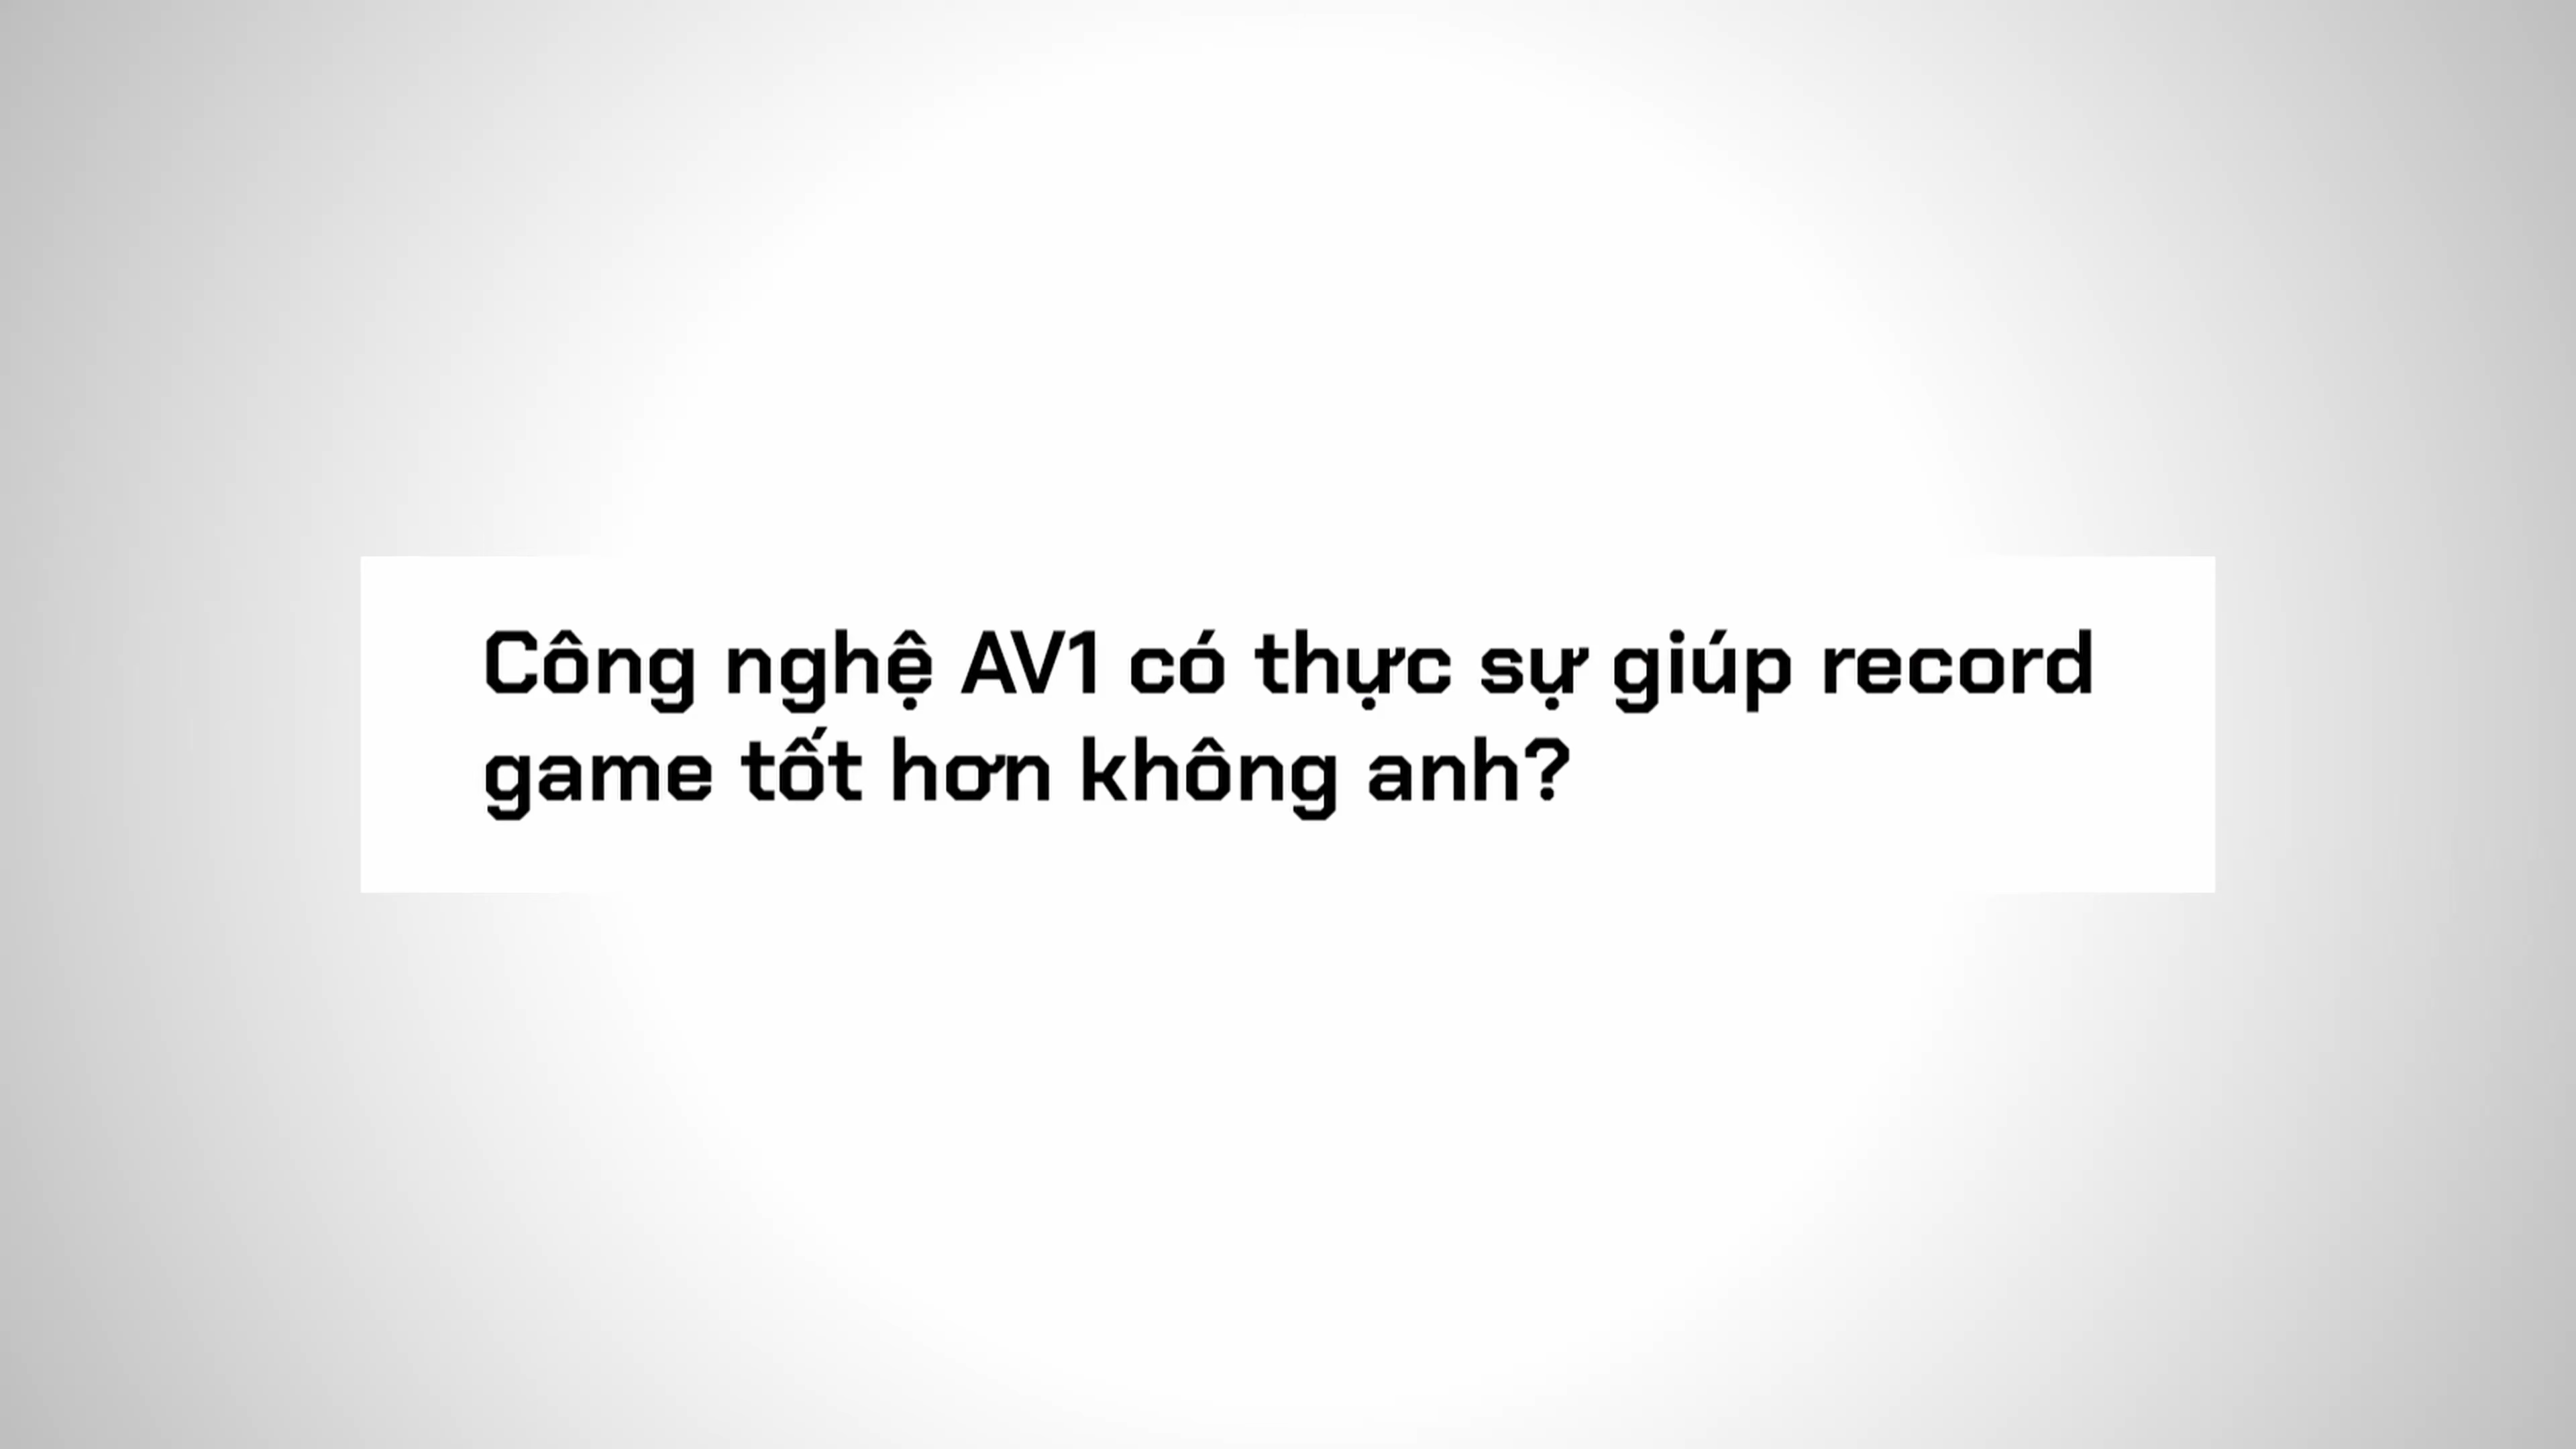 Công nghệ AV1 có thực sự giúp record
game tốt hơn không anh?